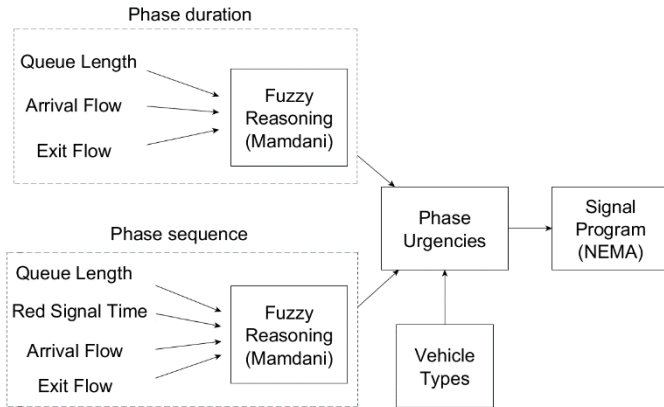 Phase duration
Queue Length
Arrival Flow
Exit Flow
Fuzzy
Reasoning
(Mamdani)
Phase sequence
Queue Length
Red Signal Time
Arrival Flow
Exit Flow
Fuzzy
Reasoning
(Mamdani)
Phase
Urgencies
Signal
Program
(NEMA)
Vehicle
Types